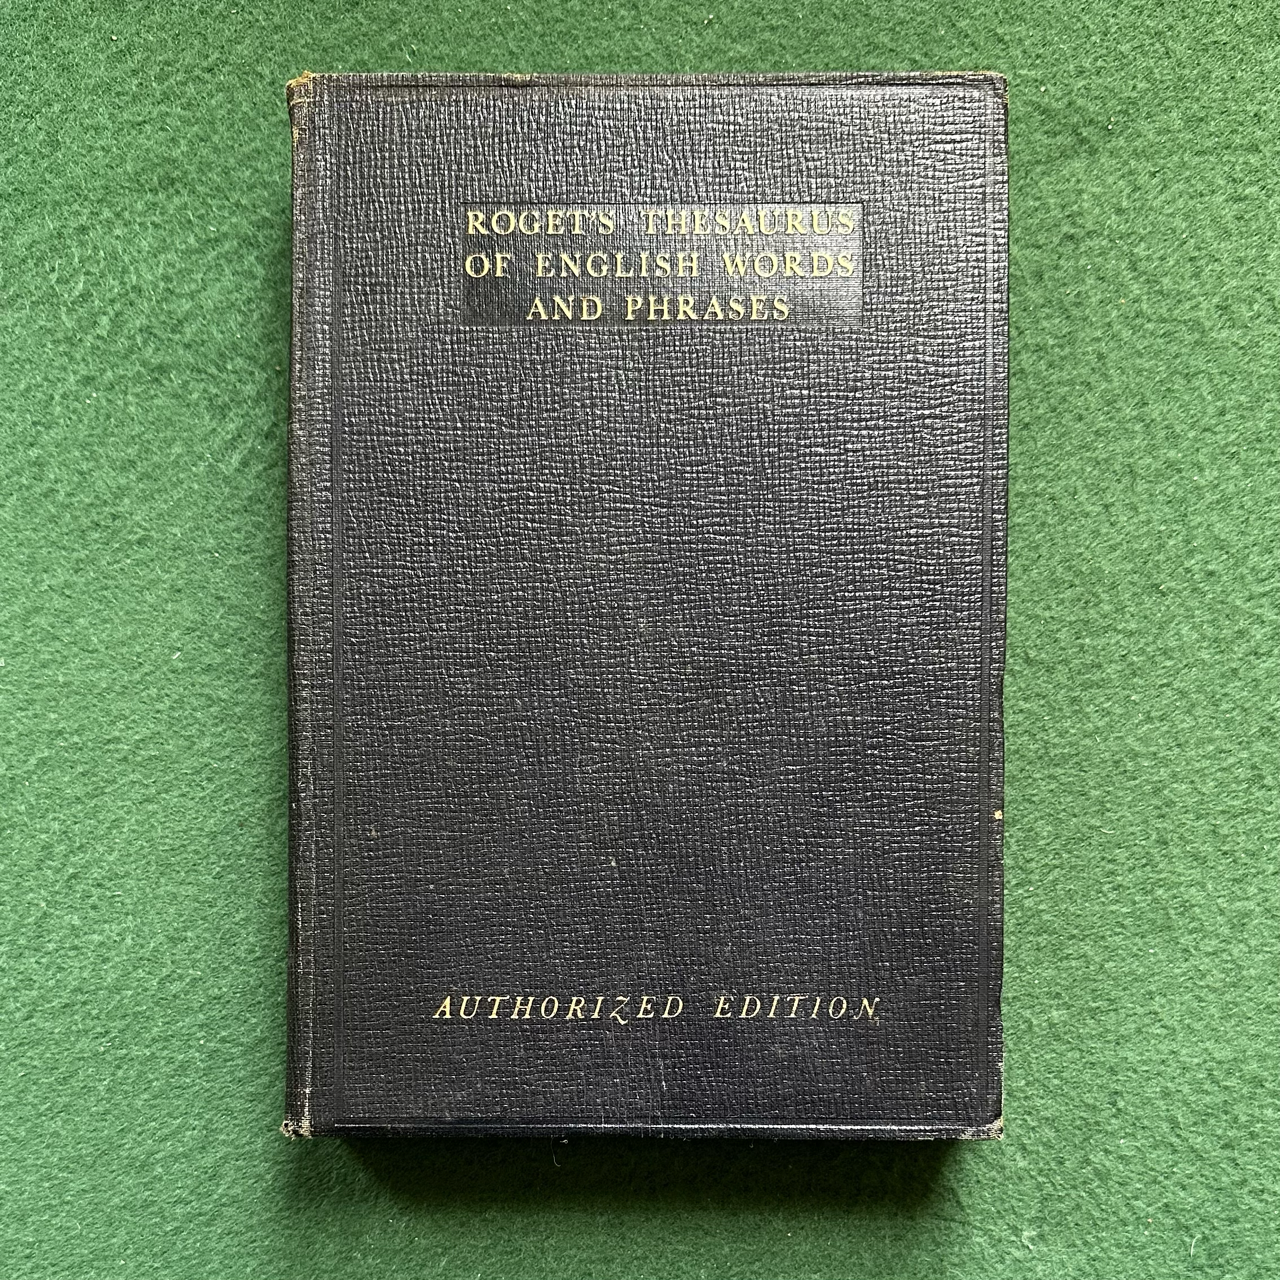 ROGET'S THESAURUS
OF ENGLISH WORDS
AND PHRASES
AUTHORIZED EDITION